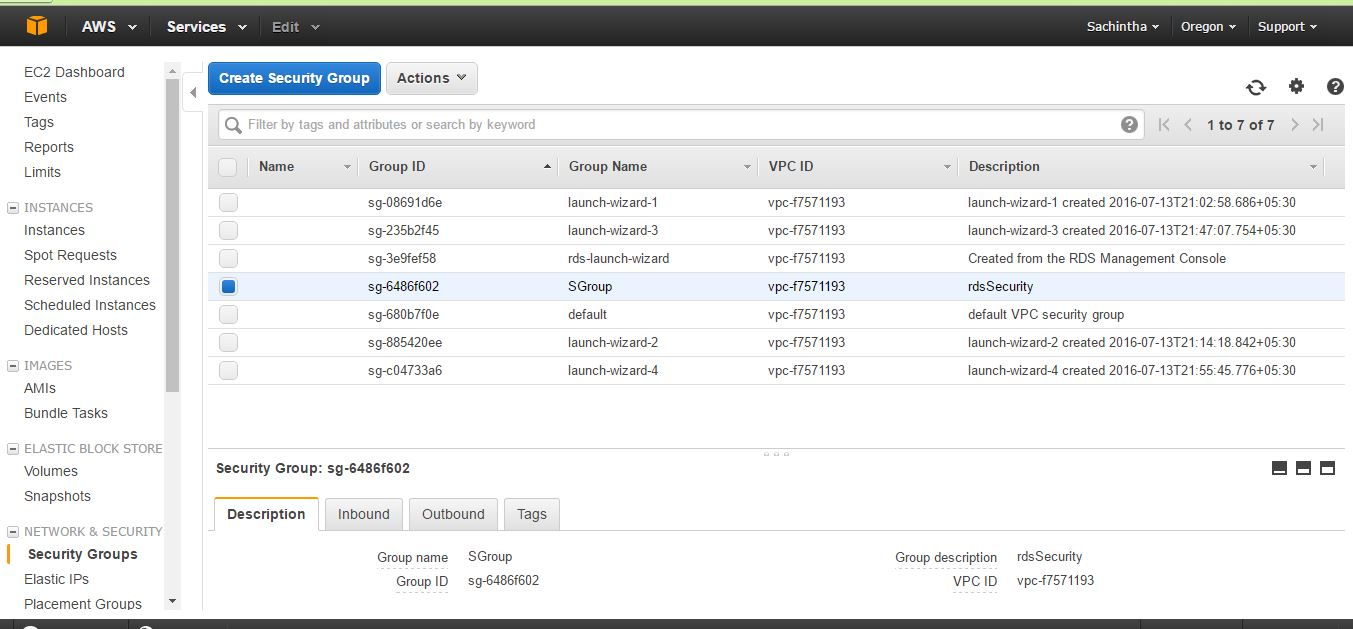 AWS Services Edit Sachintha Oregon Support
EC2 Dashboard
Events
Tags
Reports
Limits
INSTANCES
Instances
Spot Requests
Reserved Instances
Scheduled Instances
Dedicated Hosts
IMAGES
AMIs
Bundle Tasks
ELASTIC BLOCK STORE
Volumes
Snapshots
NETWORK & SECURITY
Security Groups
Elastic IPs
Placement Groups
Create Security Group Actions
Filter by tags and attributes or search by keyword 1 to 7 of 7
Name Group ID Group Name VPC ID Description
sg-08691d6e launch-wizard-1 vpc-f7571193 launch-wizard-1 created 2016-07-13T21:02:58.686+05:30
sg-235b2f45 launch-wizard-3 vpc-f7571193 launch-wizard-3 created 2016-07-13T21:47:07.754+05:30
sg-3e9fef58 rds-launch-wizard vpc-f7571193 Created from the RDS Management Console
sg-6486f602 SGroup vpc-f7571193 rdsSecurity
sg-680b7f0e default vpc-f7571193 default VPC security group
sg-885420ee launch-wizard-2 vpc-f7571193 launch-wizard-2 created 2016-07-13T21:14:18.842+05:30
sg-c04733a6 launch-wizard-4 vpc-f7571193 launch-wizard-4 created 2016-07-13T21:55:45.776+05:30
Security Group: sg-6486f602
Description Inbound Outbound Tags
Group name SGroup Group description rdsSecurity
Group ID sg-6486f602 VPC ID vpc-f7571193